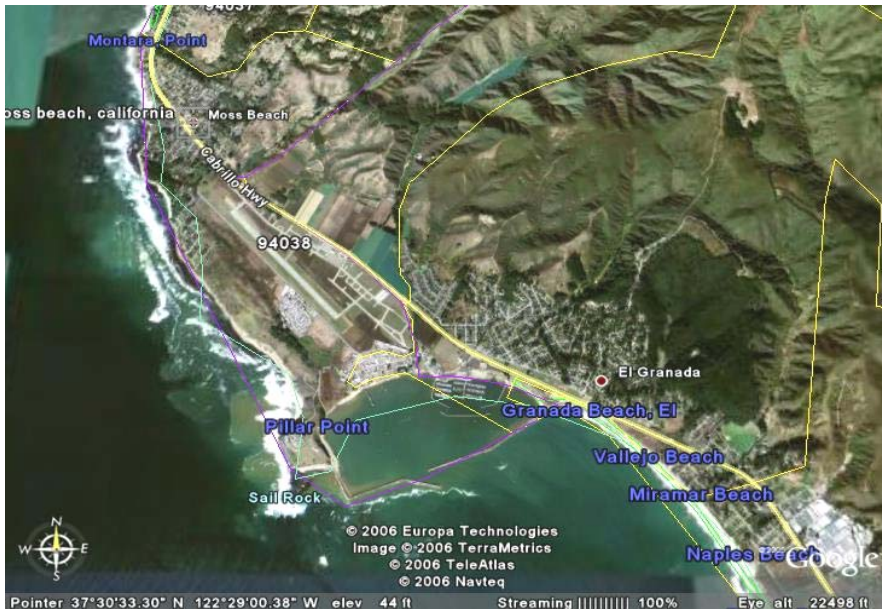 94037
Montara Point
oss beach, california
Moss Beach
Cabrillo Hwy
94038
El Granada
Granada Beach, El
Pillar Point
Vallejo Beach
Sail Rock
Miramar Beach
© 2006 Europa Technologies
Image © 2006 TerraMetrics
© 2006 TeleAtlas
© 2006 Navteq
Naples Beach
Google
N
W E
S
Pointer 37°30'33.30" N 122°29'00.38" W elev 44 ft Streaming |||||||||| 100% Eye alt 22498 ft